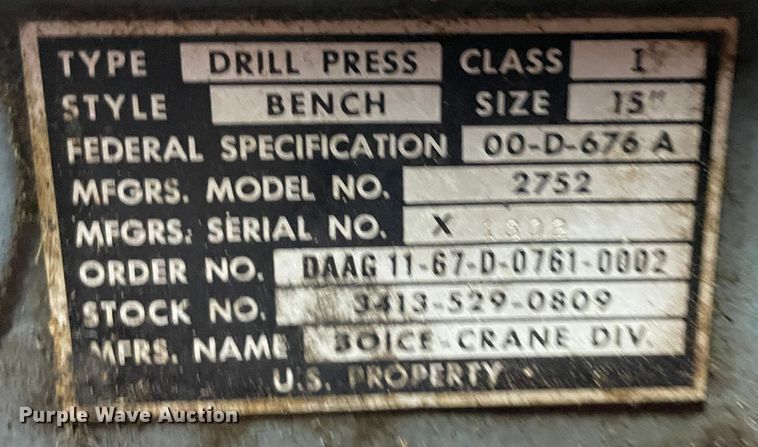 TYPE DRILL PRESS CLASS I
STYLE BENCH SIZE 15"
FEDERAL SPECIFICATION 00-D-676 A
MFGRS. MODEL NO. 2752
MFGRS. SERIAL NO. X
ORDER NO. DAAG 11-67-D-0761-0002
STOCK NO. 3413-529-0809
MFRS. NAME BOICE-CRANE DIV.
U.S. PROPERTY
Purple Wave Auction